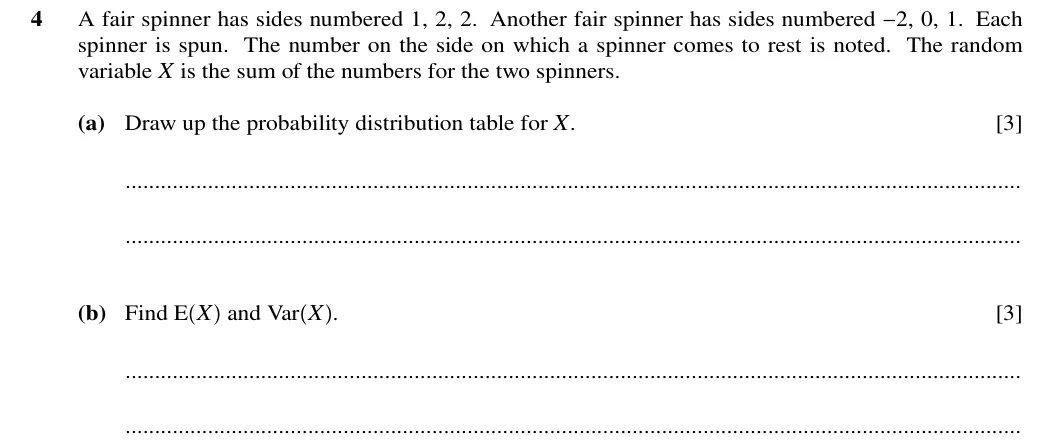 4 A fair spinner has sides numbered 1, 2, 2. Another fair spinner has sides numbered −2, 0, 1. Each
spinner is spun. The number on the side on which a spinner comes to rest is noted. The random
variable X is the sum of the numbers for the two spinners.
(a) Draw up the probability distribution table for X. [3]
(b) Find E(X) and Var(X). [3]